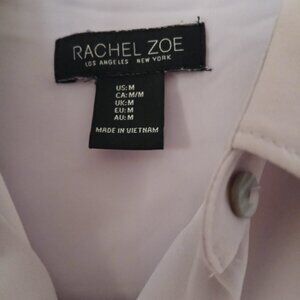 RACHEL ZOE
LOS ANGELES NEW YORK
US: M
CA: M/M
UK: M
EU: M
AU: M
MADE IN VIETNAM